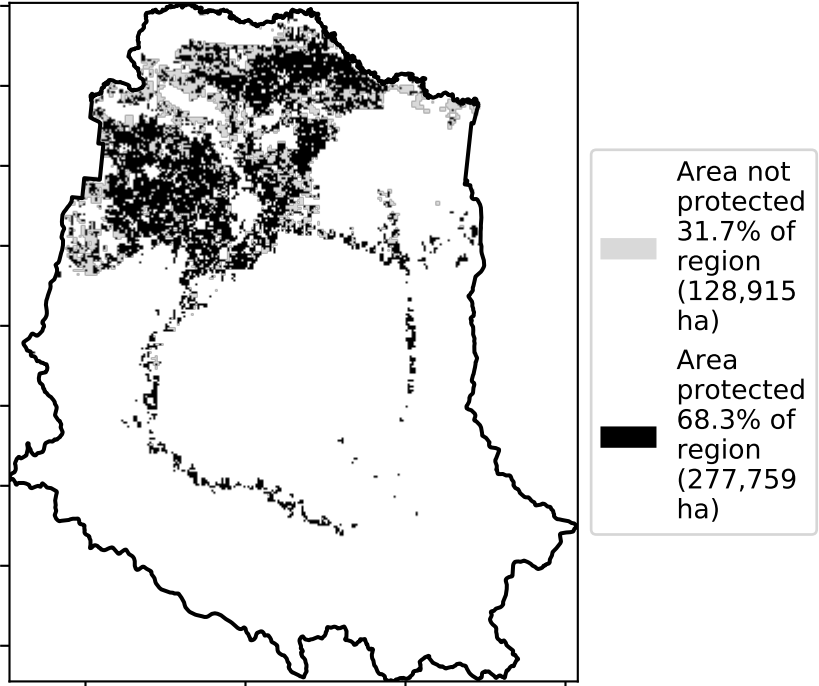 Area not
protected
31.7% of
region
(128,915
ha)
Area
protected
68.3% of
region
(277,759
ha)